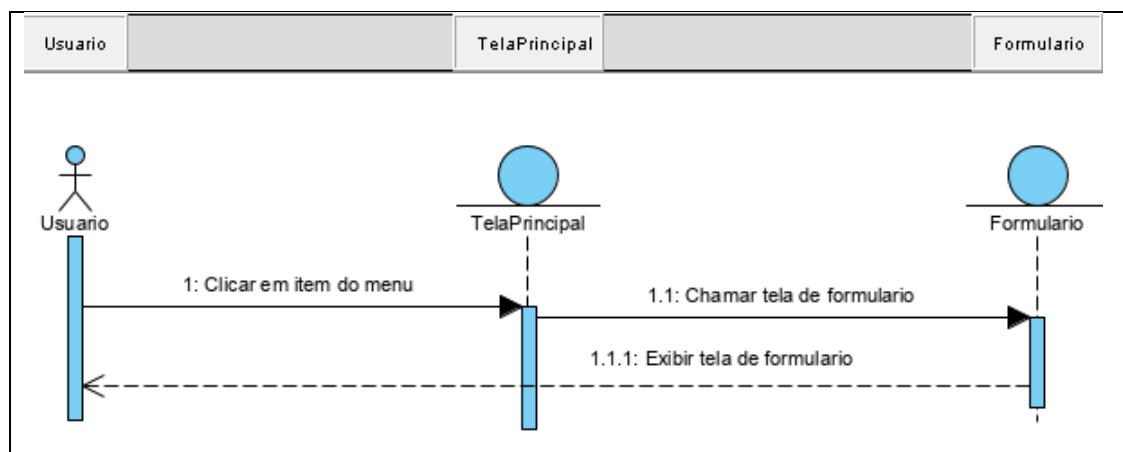 Usuario
TelaPrincipal
Formulario
Usuario
TelaPrincipal
Formulario
1: Clicar em item do menu
1.1: Chamar tela de formulario
1.1.1: Exibir tela de formulario